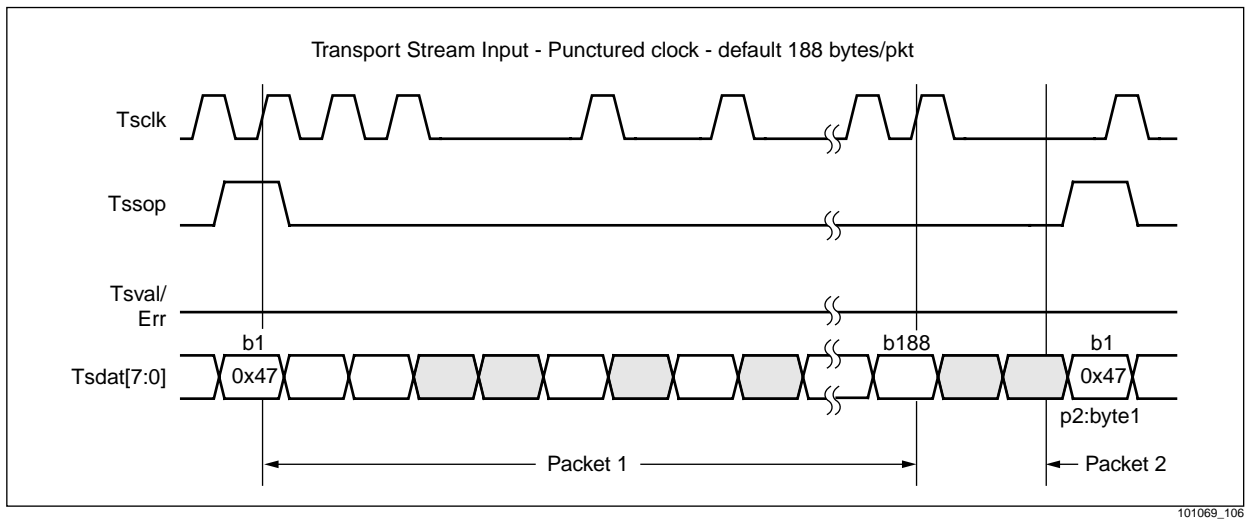 Transport Stream Input - Punctured clock - default 188 bytes/pkt
Tsclk
Tssop
Tsval/
Err
b1
b188
b1
Tsdat[7:0]
0x47
0x47
p2:byte1
Packet 1
Packet 2
101069_106